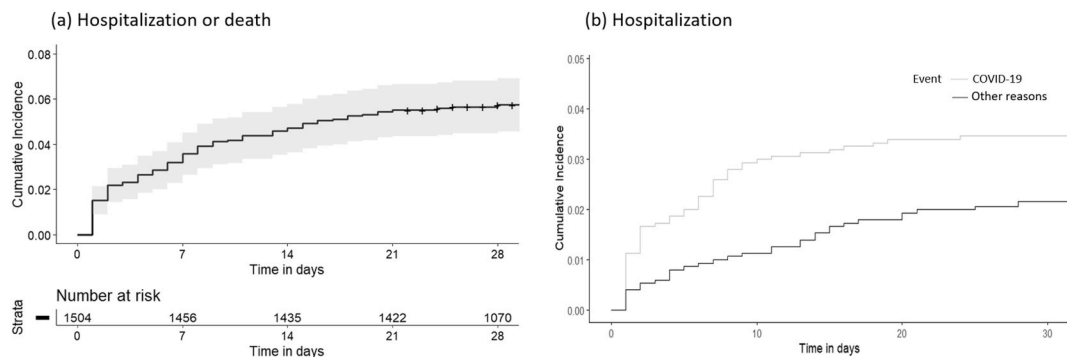 (a) Hospitalization or death
0.08
0.06
0.04
0.02
0.00
Cumuative Incidence
0 7 14 21 28
Time in days
Number at risk
Strata
1504 1456 1435 1422 1070
0 7 14 21 28
Time in days
(b) Hospitalization
0.05
0.04
0.03
0.02
0.01
0.00
Cumulative Incidence
Event COVID-19
Other reasons
0 10 20 30
Time in days